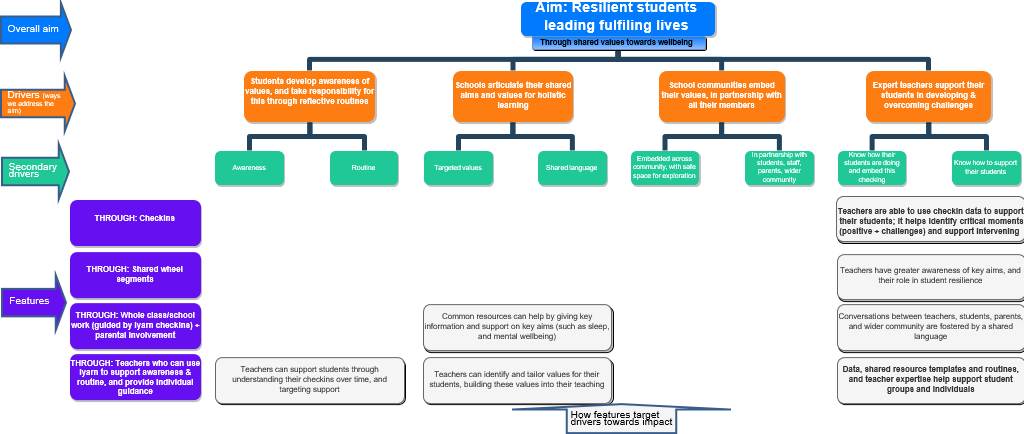 Overall aim
Aim: Resilient students
leading fulfiling lives
Through shared values towards wellbeing
Drivers (ways
we address the
aim)
Students develop awareness of
values, and take responsibility for
this through reflective routines
Schools articulate their shared
aims and values for holistic
learning
School communities embed
their values, in partnership with
all their members
Expert teachers support their
students in developing &
overcoming challenges
Secondary
drivers
Awareness
Routine
Targeted values
Shared language
Embedded across
community, with safe
space for exploration
In partnership with
students, staff,
parents, wider
community
Know how their
students are doing
and embed this
checking
Know how to support
their students
Features
THROUGH: Checkins
Teachers are able to use checkin data to support
their students; it helps identify critical moments
(positive + challenges) and support intervening
THROUGH: Shared wheel
segments
Teachers have greater awareness of key aims, and
their role in student resilience
THROUGH: Whole class/school
work (guided by iyarn checkins) +
parental involvement
Common resources can help by giving key
information and support on key aims (such as sleep,
and mental wellbeing)
Conversations between teachers, students, parents,
and wider community are fostered by a shared
language
THROUGH: Teachers who can use
iyarn to support awareness &
routine, and provide individual
guidance
Teachers can support students through
understanding their checkins over time, and
targeting support
Teachers can identify and tailor values for their
students, building these values into their teaching
Data, shared resource templates and routines,
and teacher expertise help support student
groups and individuals
How features target
drivers towards impact